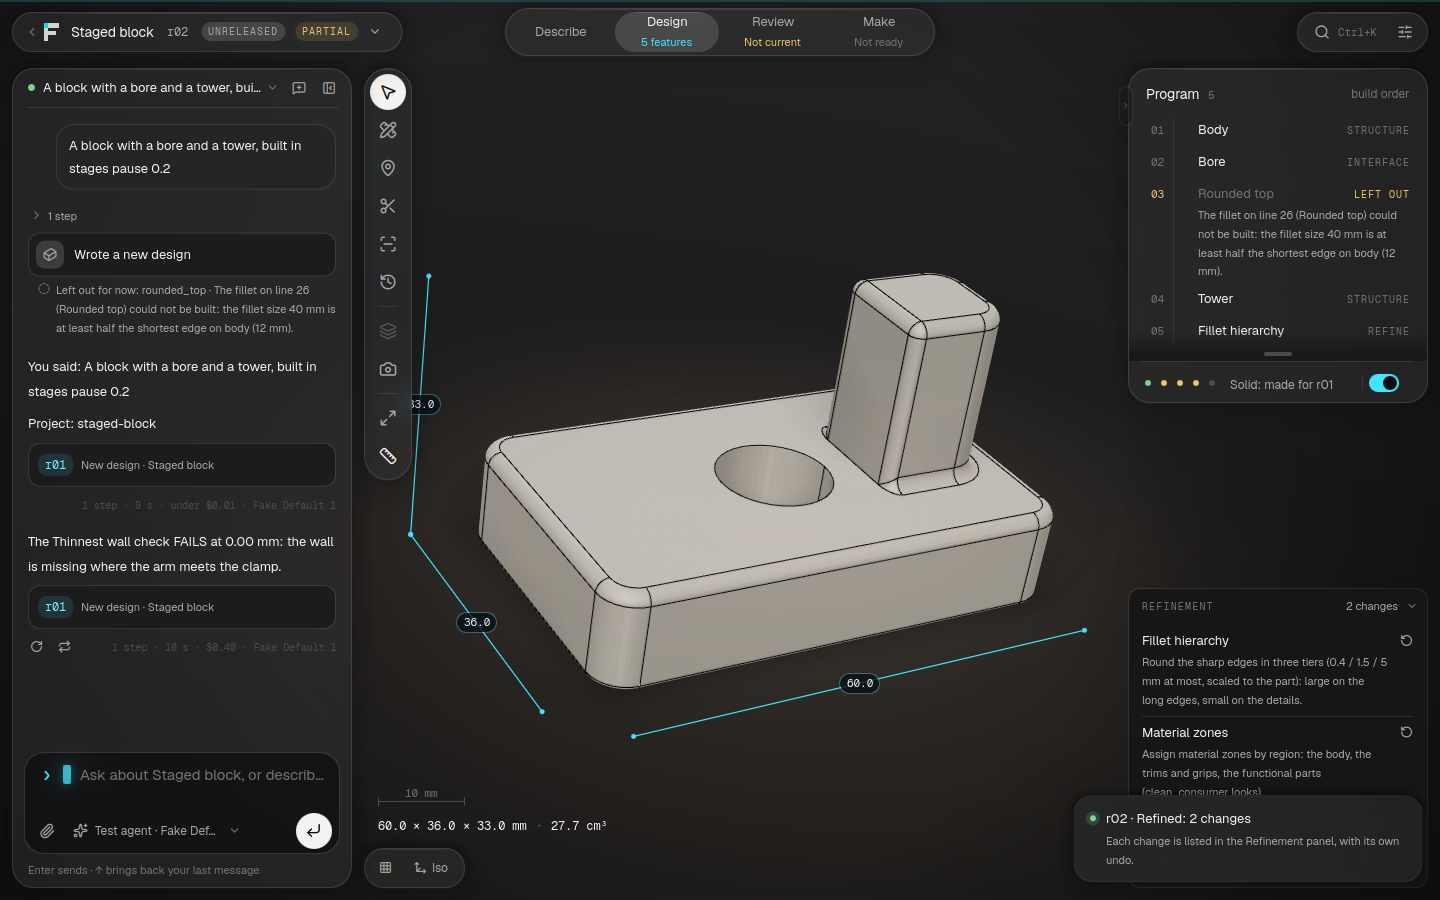 Staged block r02 UNRELEASED PARTIAL
Describe
Design
5 features
Review
Not current
Make
Not ready
Ctrl+K
A block with a bore and a tower, bui...
A block with a bore and a tower, built in
stages pause 0.2
1 step
Wrote a new design
Left out for now: rounded_top · The fillet on line 26
(Rounded top) could not be built: the fillet size 40 mm is
at least half the shortest edge on body (12 mm).
You said: A block with a bore and a tower, built in
stages pause 0.2
Project: staged-block
r01 New design · Staged block
1 step · 9 s · under $0.01 · Fake Default 1
The Thinnest wall check FAILS at 0.00 mm: the wall
is missing where the arm meets the clamp.
r01 New design · Staged block
1 step · 10 s · $0.40 · Fake Default 1
Ask about Staged block, or describ...
Test agent · Fake Def...
Enter sends · ↑ brings back your last message
33.0
36.0
60.0
10 mm
60.0 × 36.0 × 33.0 mm · 27.7 cm³
Iso
Program 5 build order
01 Body STRUCTURE
02 Bore INTERFACE
03 Rounded top LEFT OUT
The fillet on line 26 (Rounded top) could
not be built: the fillet size 40 mm is at
least half the shortest edge on body (12
mm).
04 Tower STRUCTURE
05 Fillet hierarchy REFINE
Solid: made for r01
REFINEMENT 2 changes
Fillet hierarchy
Round the sharp edges in three tiers (0.4 / 1.5 / 5
mm at most, scaled to the part): large on the
long edges, small on the details.
Material zones
Assign material zones by region: the body, the
trims and grips, the functional parts
(clean, consumer looks).
r02 · Refined: 2 changes
Each change is listed in the Refinement panel, with its own
undo.